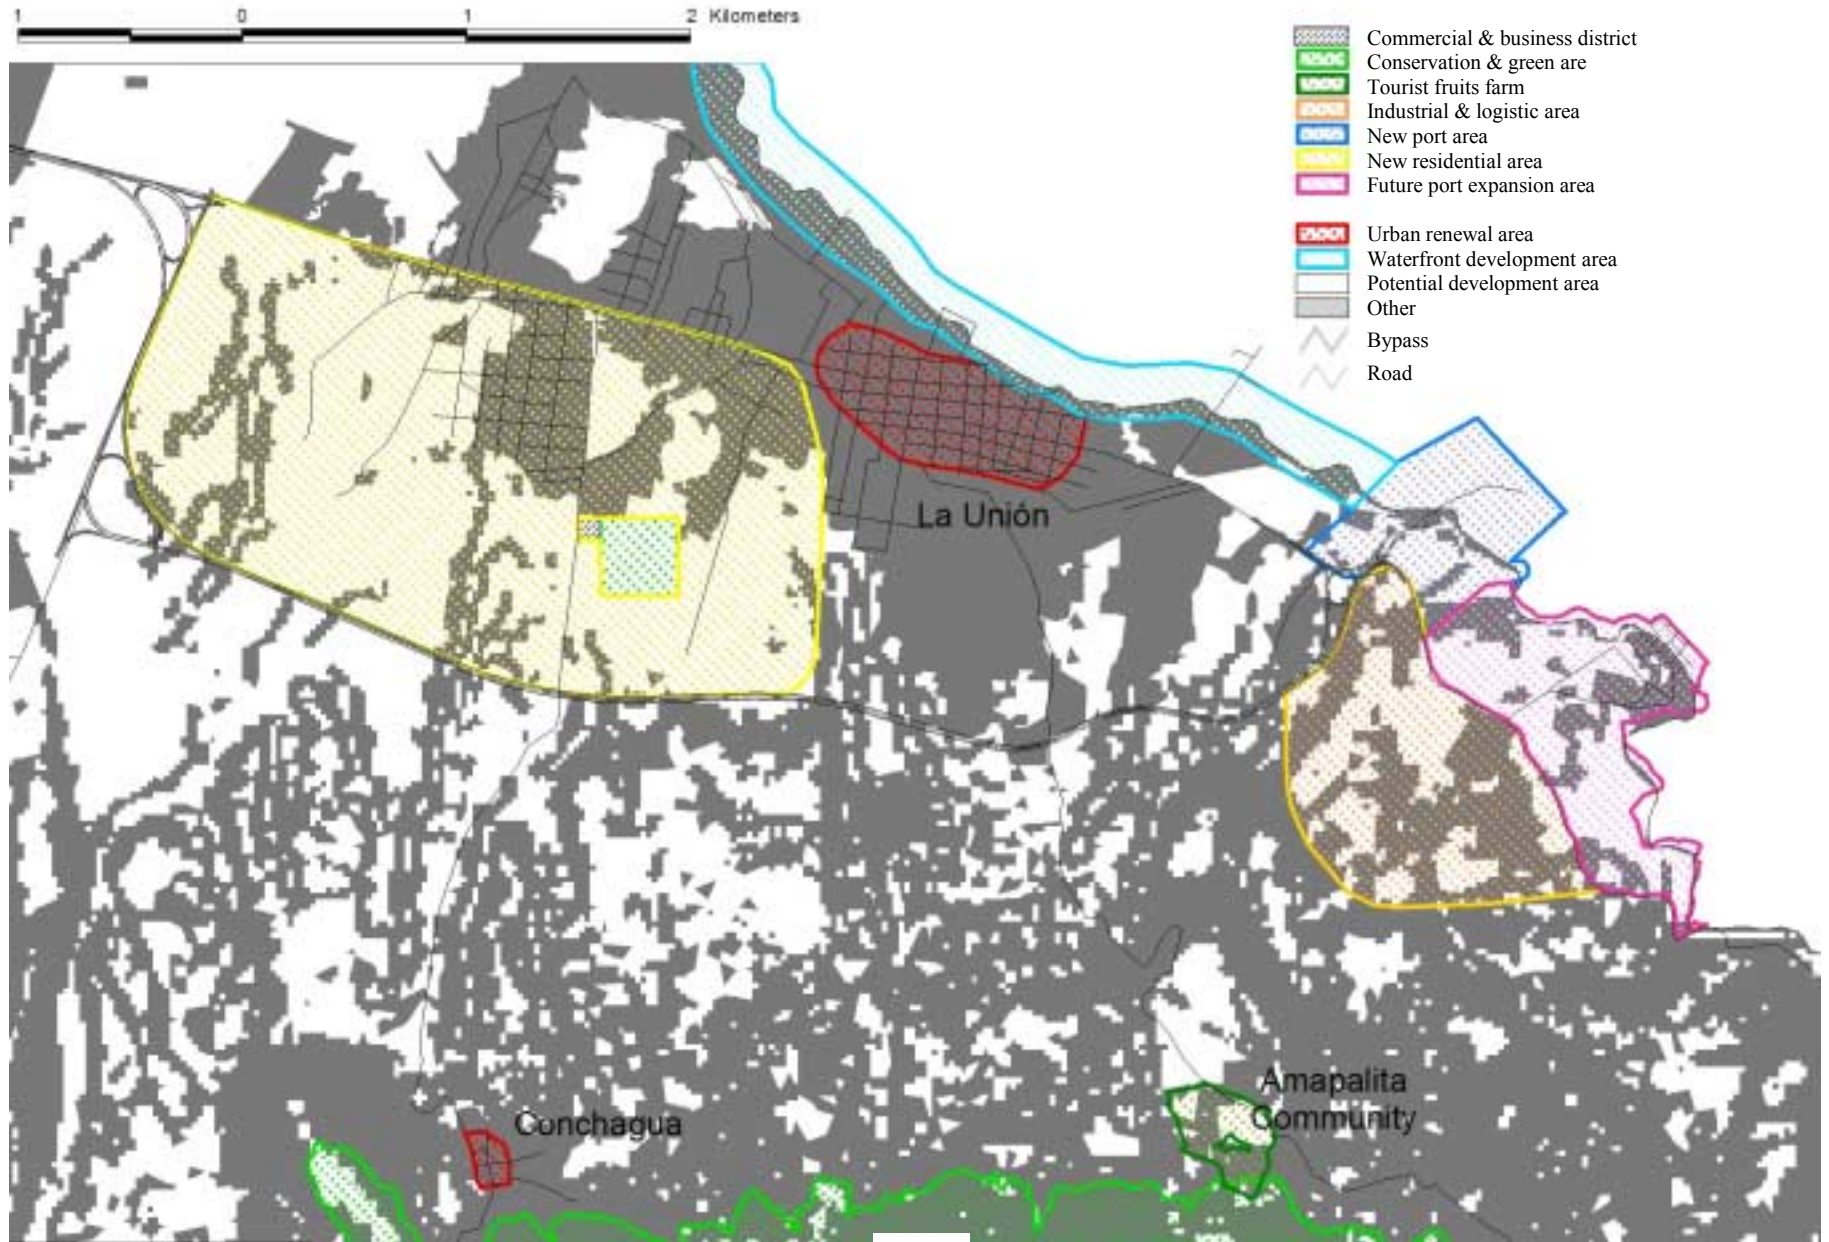 1 0 1 2 Kilometers
Commercial & business district
Conservation & green are
Tourist fruits farm
Industrial & logistic area
New port area
New residential area
Future port expansion area
Urban renewal area
Waterfront development area
Potential development area
Other
Bypass
Road
La Unión
Amapalita
Community
Conchagua